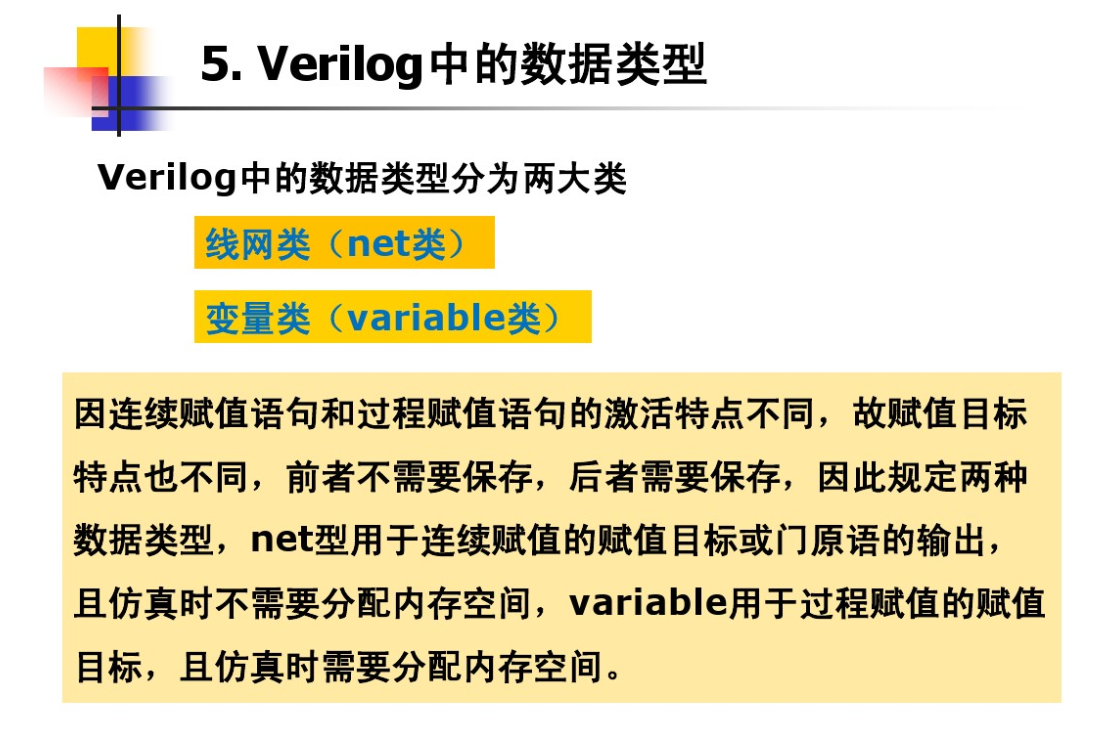 5. Verilog中的数据类型
Verilog中的数据类型分为两大类
线网类（net类）
变量类（variable类）
因连续赋值语句和过程赋值语句的激活特点不同，故赋值目标
特点也不同，前者不需要保存，后者需要保存，因此规定两种
数据类型，net型用于连续赋值的赋值目标或门原语的输出，
且仿真时不需要分配内存空间，variable用于过程赋值的赋值
目标，且仿真时需要分配内存空间。